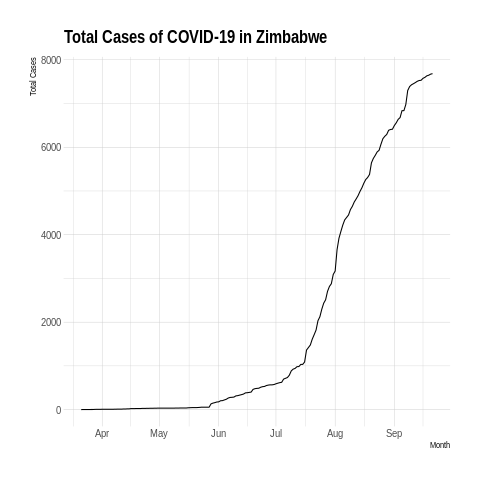 Total Cases of COVID-19 in Zimbabwe
Total Cases
8000
6000
4000
2000
0
Apr May Jun Jul Aug Sep
Month